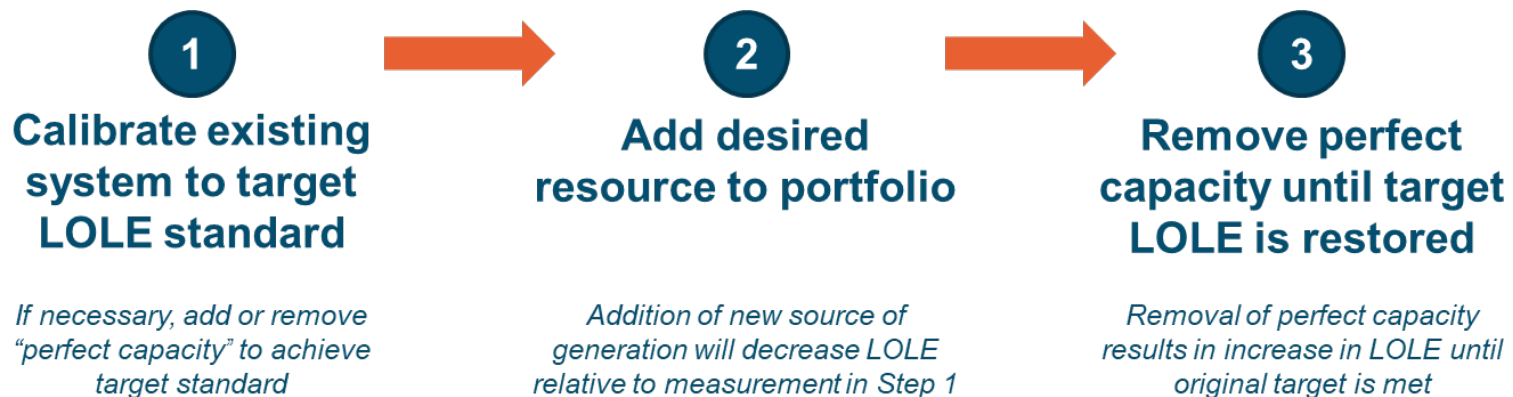 1
Calibrate existing
system to target
LOLE standard
If necessary, add or remove
“perfect capacity” to achieve
target standard
2
Add desired
resource to portfolio
Addition of new source of
generation will decrease LOLE
relative to measurement in Step 1
3
Remove perfect
capacity until target
LOLE is restored
Removal of perfect capacity
results in increase in LOLE until
original target is met